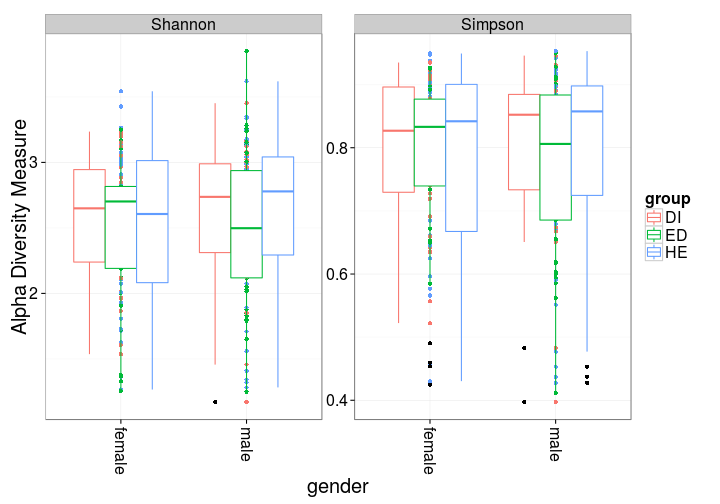 Shannon
Simpson
Alpha Diversity Measure
3
2
0.8
0.6
0.4
female
male
female
male
gender
group
DI
ED
HE